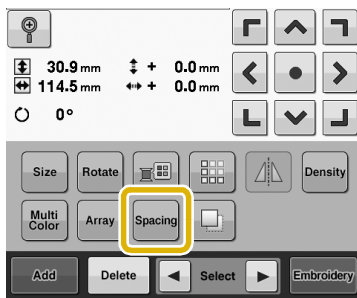 30.9 mm + 0.0 mm
114.5 mm + 0.0 mm
0°
Size Rotate Density
Multi
Color Array Spacing
Add Delete Select Embroidery